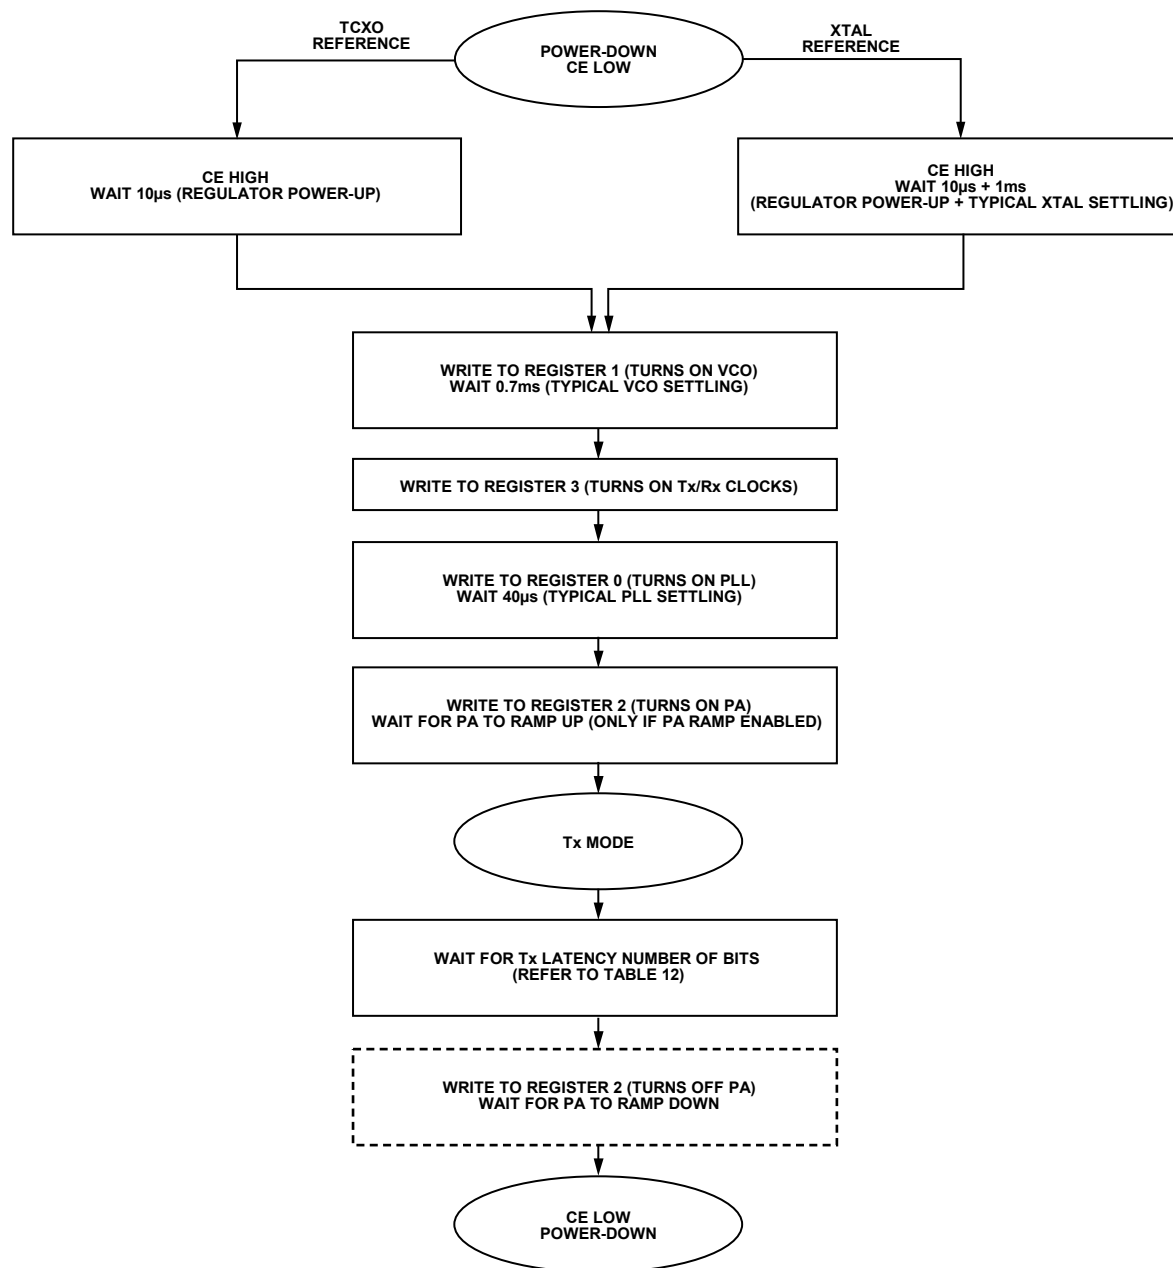 TCXO
REFERENCE
POWER-DOWN
CE LOW
XTAL
REFERENCE
CE HIGH
WAIT 10µs (REGULATOR POWER-UP)
CE HIGH
WAIT 10µs + 1ms
(REGULATOR POWER-UP + TYPICAL XTAL SETTLING)
WRITE TO REGISTER 1 (TURNS ON VCO)
WAIT 0.7ms (TYPICAL VCO SETTLING)
WRITE TO REGISTER 3 (TURNS ON Tx/Rx CLOCKS)
WRITE TO REGISTER 0 (TURNS ON PLL)
WAIT 40µs (TYPICAL PLL SETTLING)
WRITE TO REGISTER 2 (TURNS ON PA)
WAIT FOR PA TO RAMP UP (ONLY IF PA RAMP ENABLED)
Tx MODE
WAIT FOR Tx LATENCY NUMBER OF BITS
(REFER TO TABLE 12)
WRITE TO REGISTER 2 (TURNS OFF PA)
WAIT FOR PA TO RAMP DOWN
CE LOW
POWER-DOWN